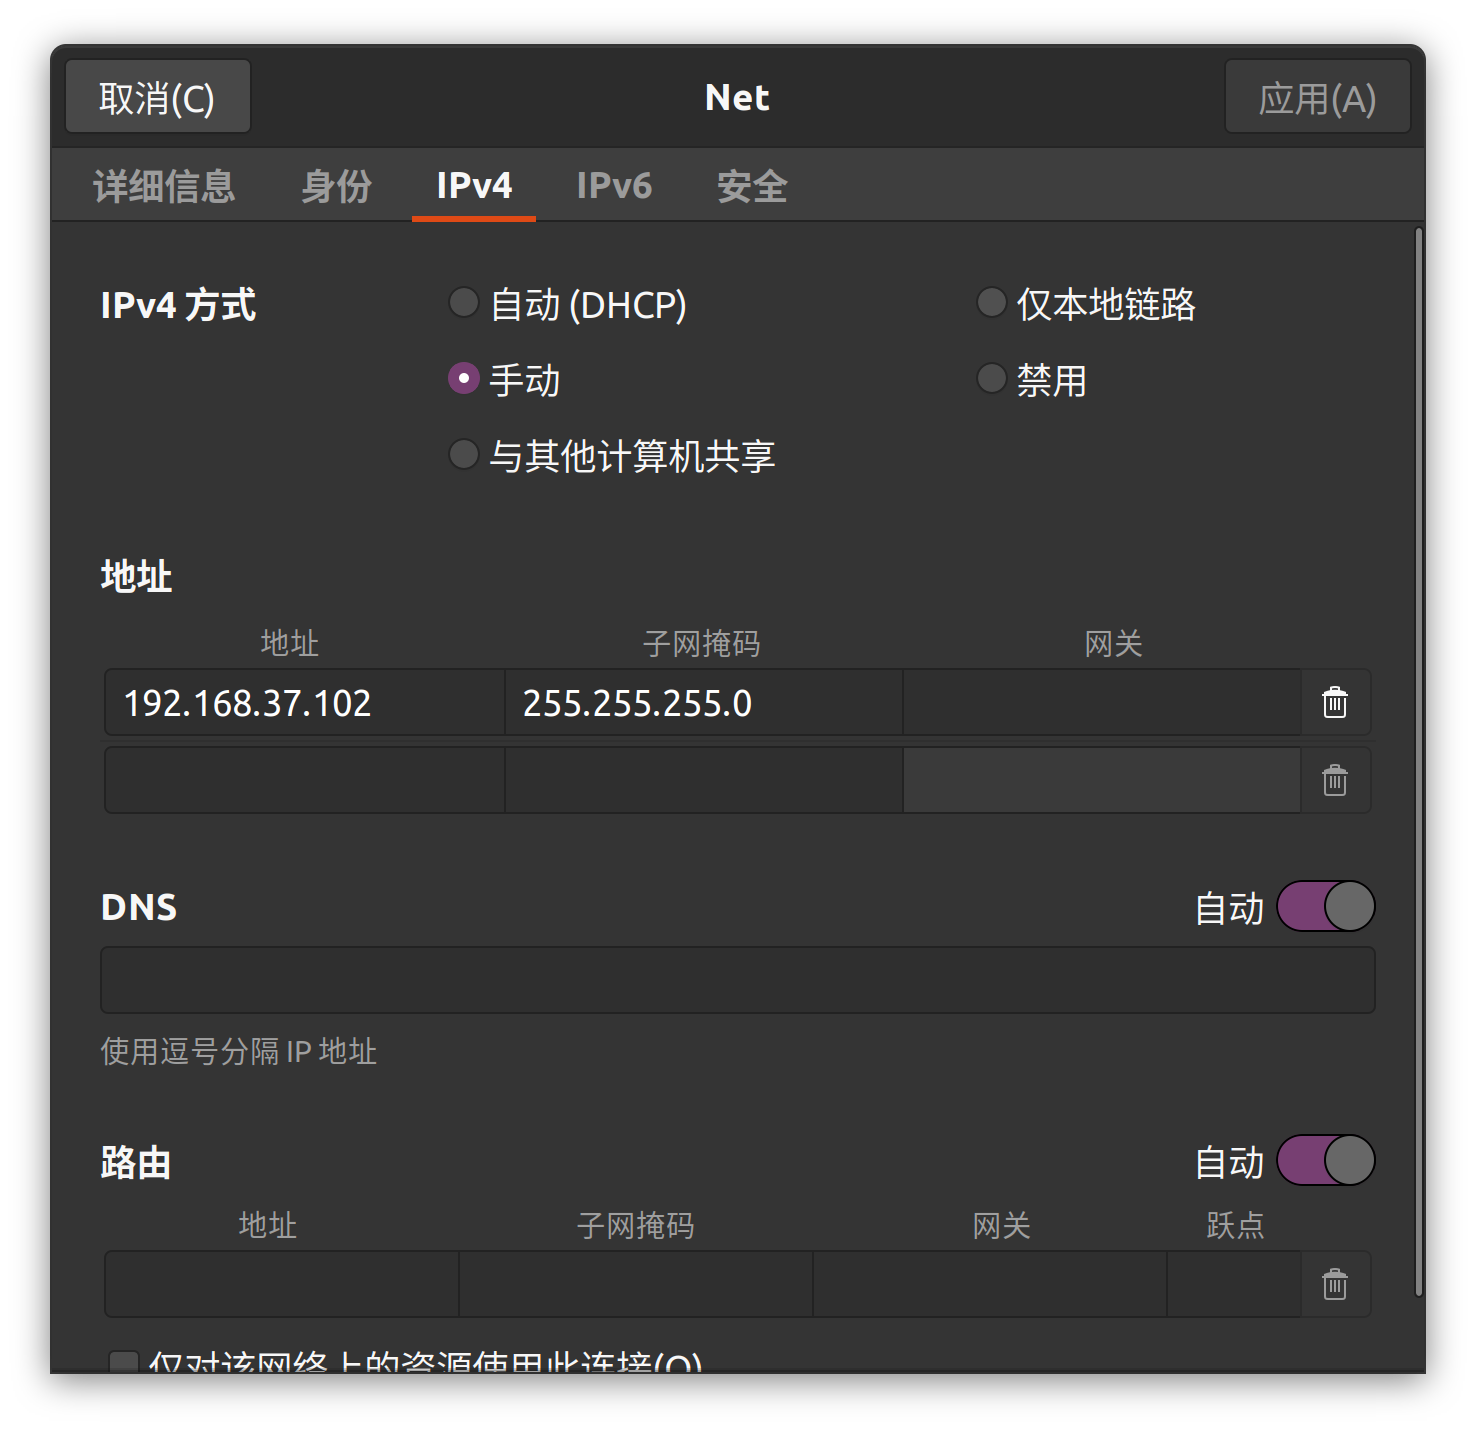 取消(C) Net 应用(A)
详细信息 身份 IPv4 IPv6 安全
IPv4 方式 自动 (DHCP) 仅本地链路
手动 禁用
与其他计算机共享
地址
地址 子网掩码 网关
192.168.37.102 255.255.255.0
DNS 自动
使用逗号分隔 IP 地址
路由 自动
地址 子网掩码 网关 跃点
仅对该网络上的资源使用此连接(O)